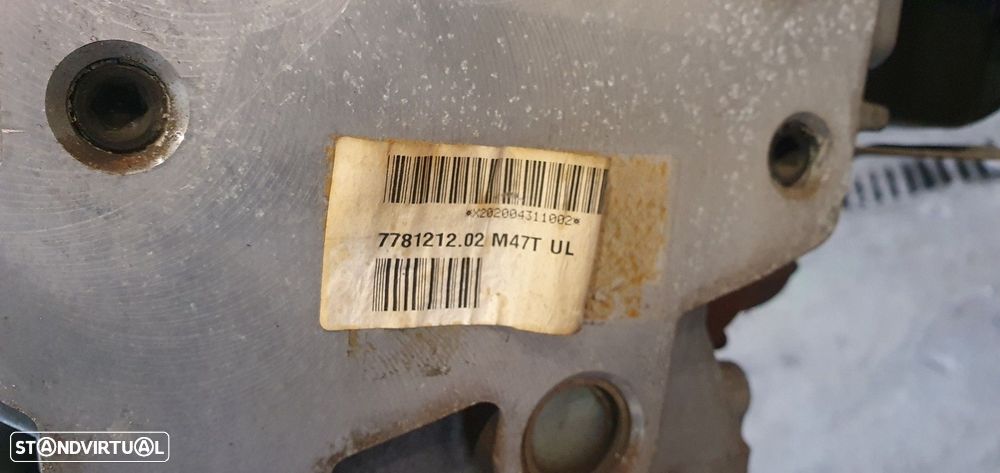 *X202004311002*
7781212.02 M47T UL
STANDVIRTUAL